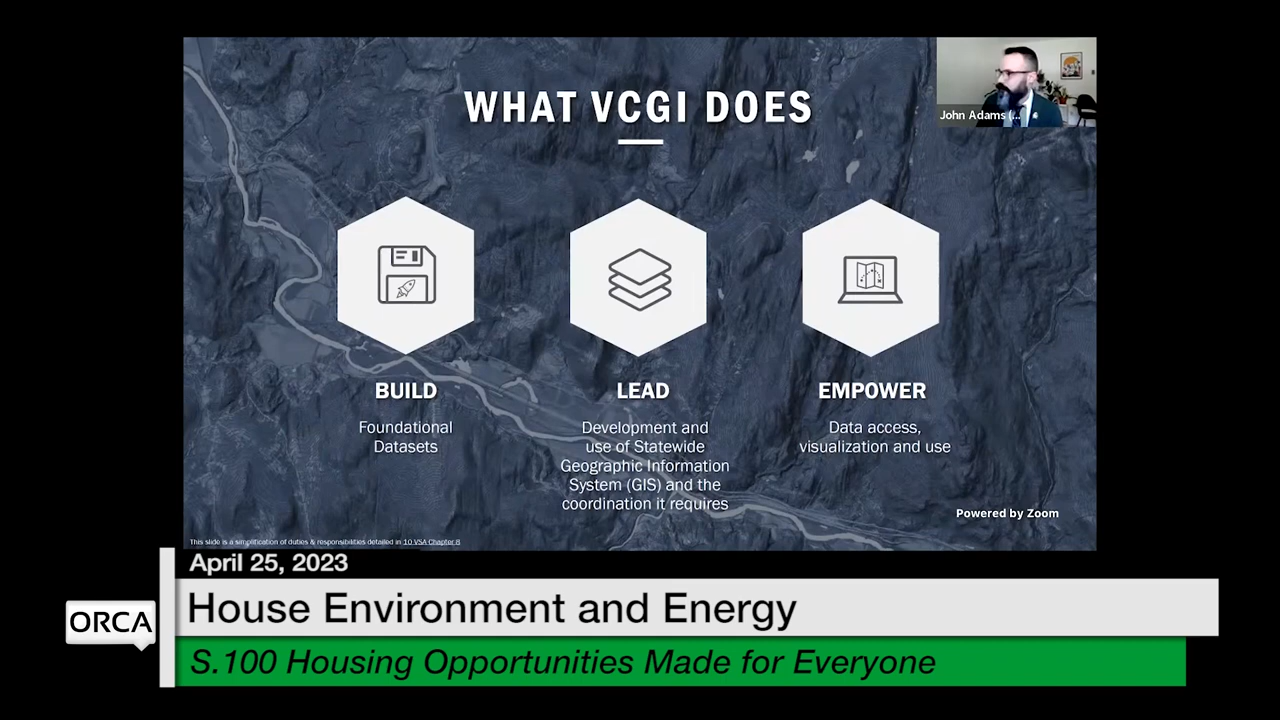 WHAT VCGI DOES
John Adams (...
BUILD
Foundational
Datasets
LEAD
Development and
use of Statewide
Geographic Information
System (GIS) and the
coordination it requires
EMPOWER
Data access,
visualization and use
Powered by Zoom
This slide is a simplification of duties & responsibilities detailed in 10 VSA Chapter 8
April 25, 2023
ORCA
House Environment and Energy
S.100 Housing Opportunities Made for Everyone